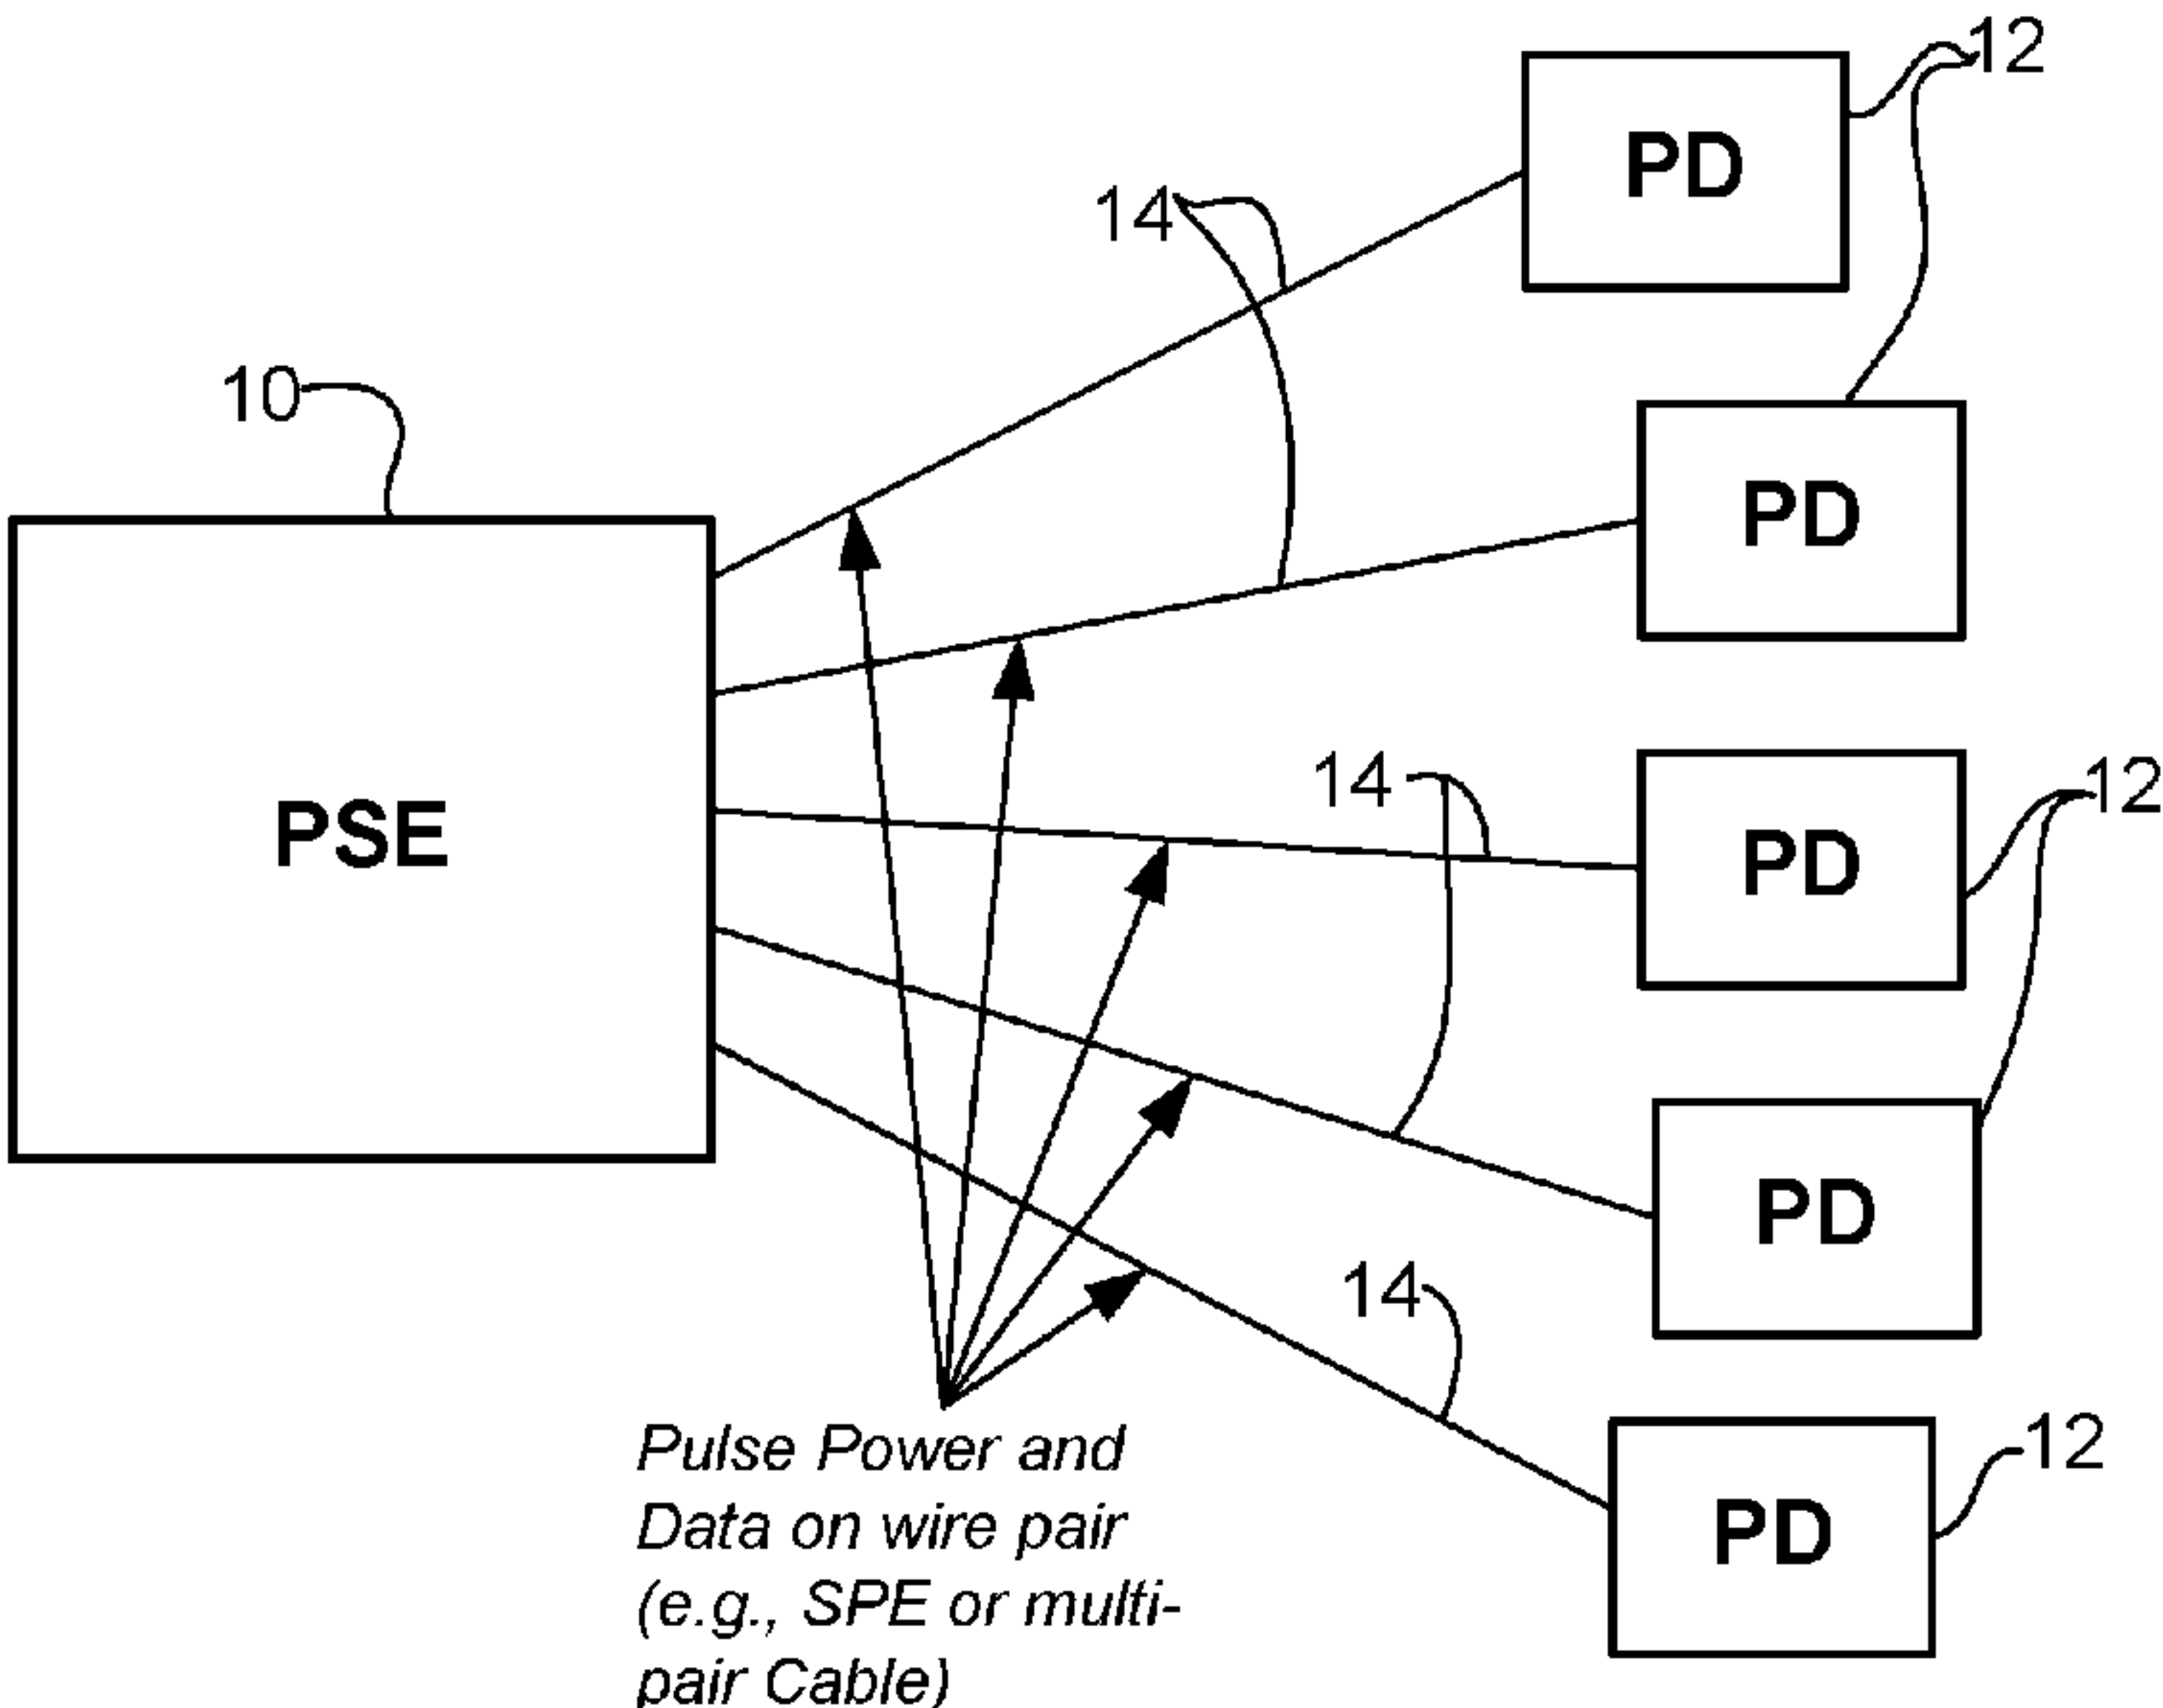 12
PD
14
10
PD
PSE
14
12
PD
PD
14
12
PD
Pulse Power and
Data on wire pair
(e.g., SPE or multi-
pair Cable)